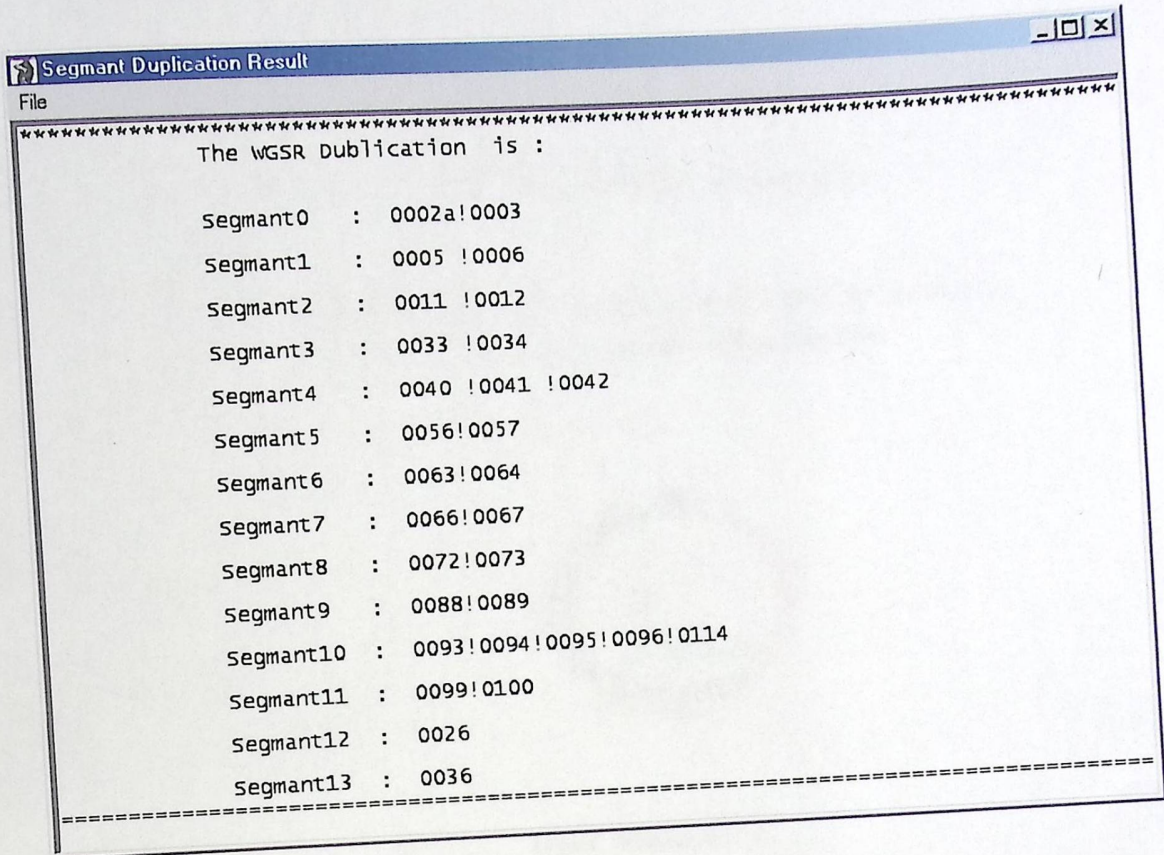 Segmant Duplication Result
File
************************************************************************************
The WGSR Dublication is :
Segmant0 : 0002a!0003
Segmant1 : 0005 !0006
Segmant2 : 0011 !0012
Segmant3 : 0033 !0034
Segmant4 : 0040 !0041 !0042
Segmant5 : 0056!0057
Segmant6 : 0063!0064
Segmant7 : 0066!0067
Segmant8 : 0072!0073
Segmant9 : 0088!0089
Segmant10 : 0093!0094!0095!0096!0114
Segmant11 : 0099!0100
Segmant12 : 0026
Segmant13 : 0036
====================================================================================